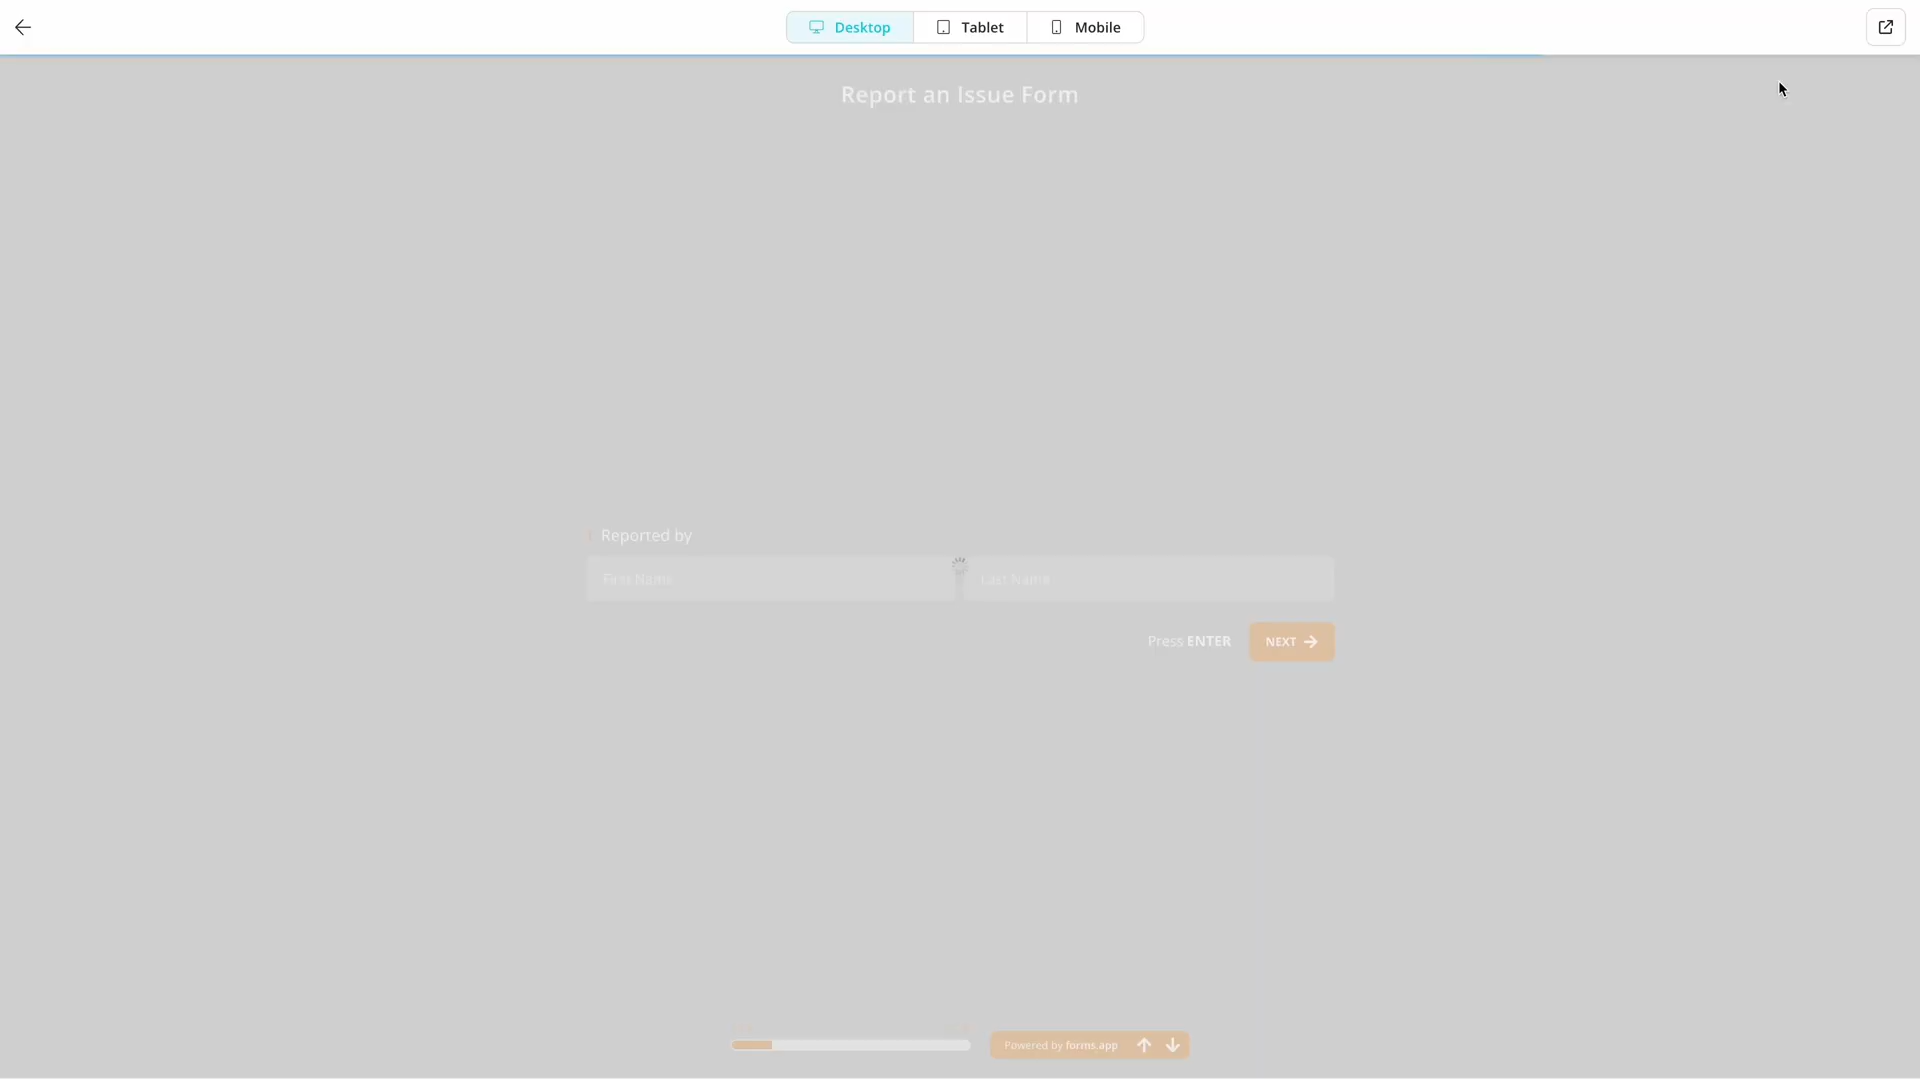 Desktop
Tablet
Mobile
Report an Issue Form
Reported by
First Name
Last Name
Press ENTER
NEXT
Powered by forms.app